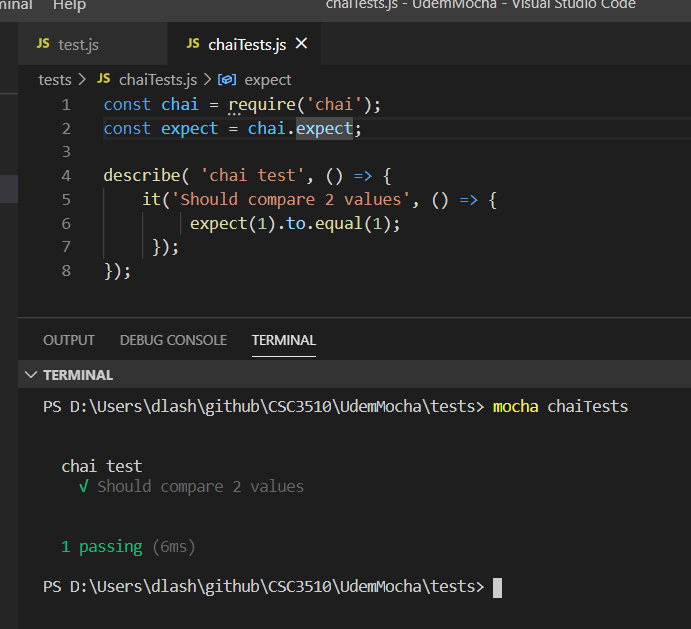 minal Help chaiTests.js - UdemMocha - Visual Studio Code
JS test.js JS chaiTests.js ✕
tests > JS chaiTests.js > expect
1 const chai = require('chai');
2 const expect = chai.expect;
3
4 describe( 'chai test', () => {
5 it('Should compare 2 values', () => {
6 expect(1).to.equal(1);
7 });
8 });
OUTPUT DEBUG CONSOLE TERMINAL
TERMINAL
PS D:\Users\dlash\github\CSC3510\UdemMocha\tests> mocha chaiTests
chai test
√ Should compare 2 values
1 passing (6ms)
PS D:\Users\dlash\github\CSC3510\UdemMocha\tests>